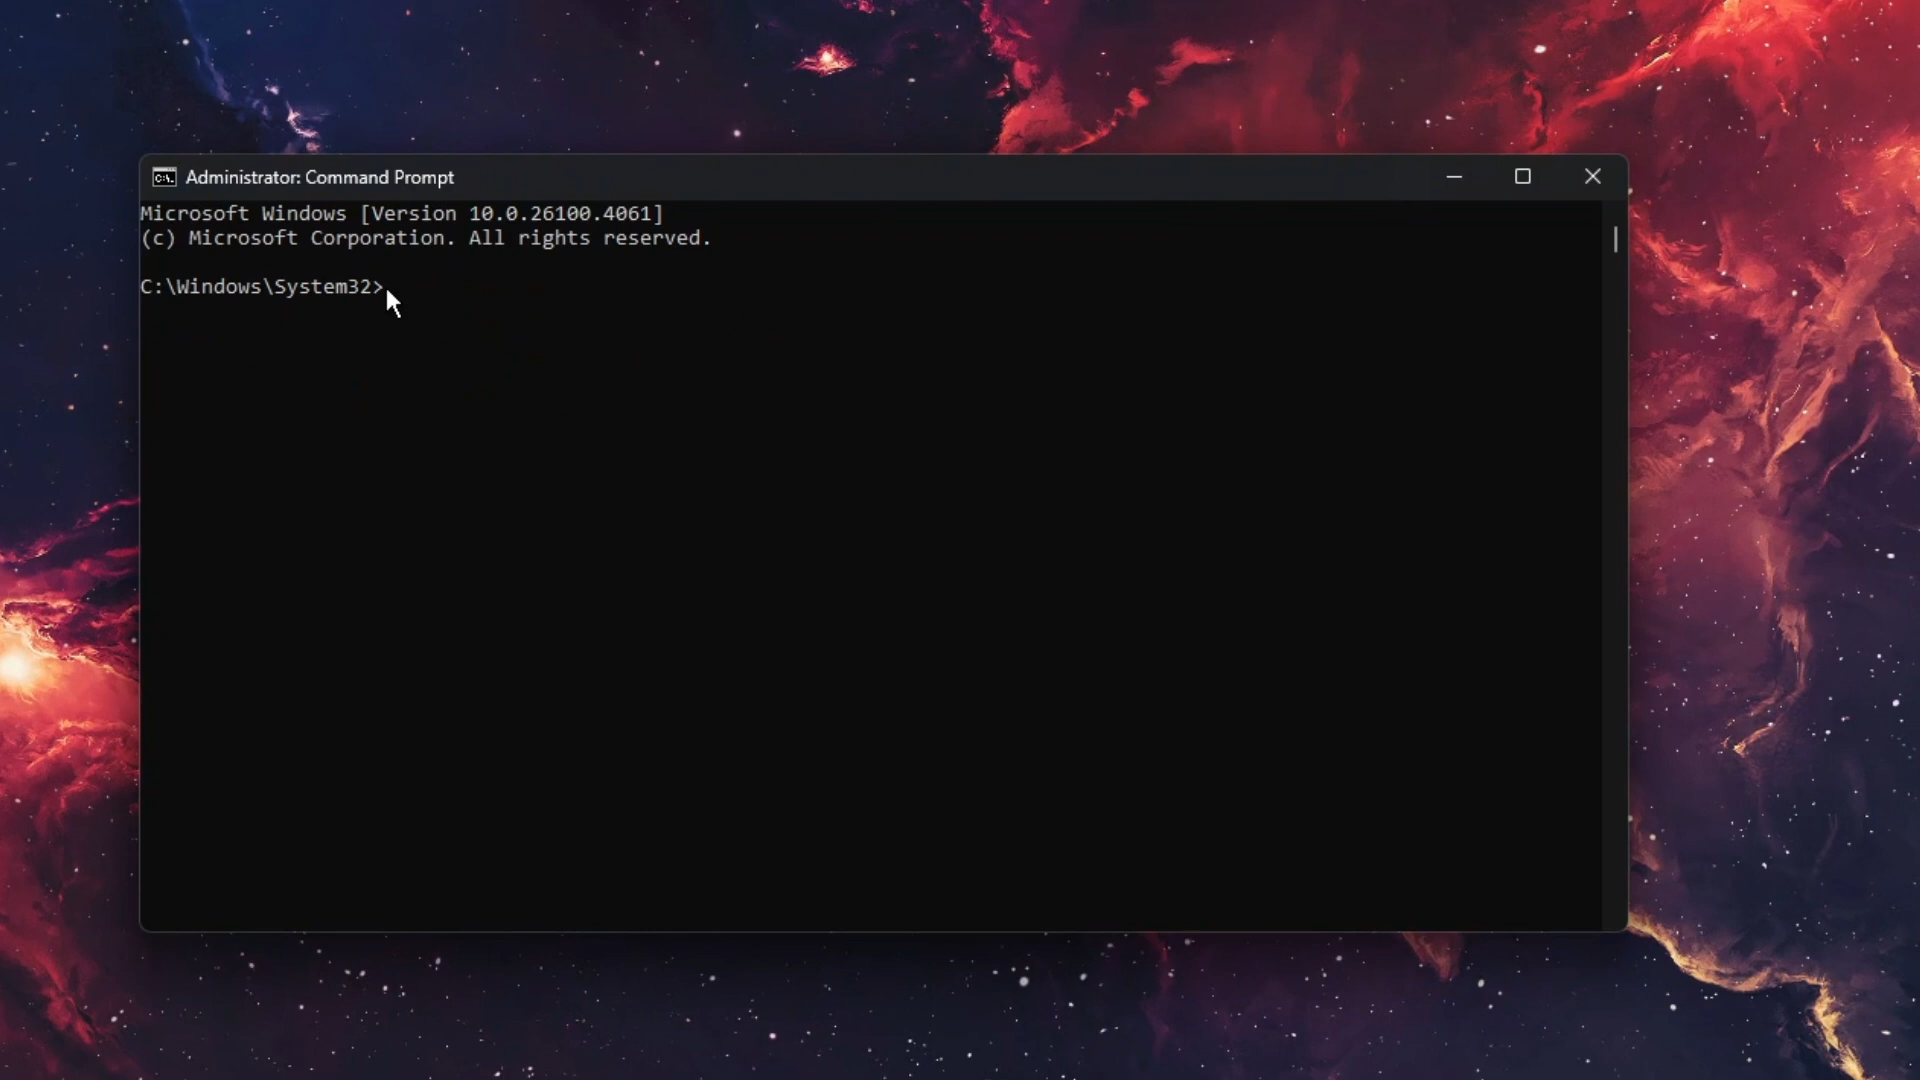 Administrator: Command Prompt
Microsoft Windows [Version 10.0.26100.4061]
(c) Microsoft Corporation. All rights reserved.
C:\Windows\System32>